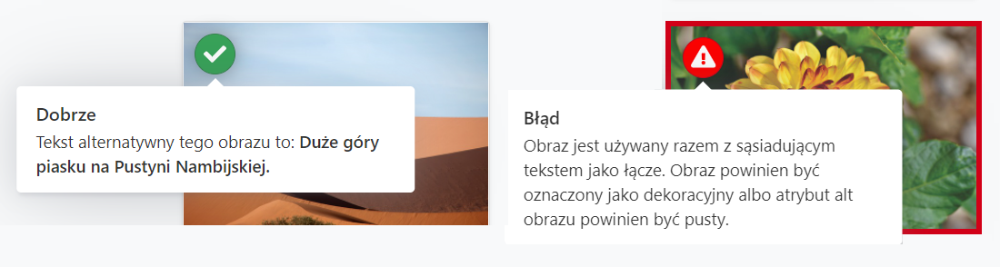 Dobrze
Tekst alternatywny tego obrazu to: Duże góry
piasku na Pustyni Nambijskiej.
Błąd
Obraz jest używany razem z sąsiadującym
tekstem jako łącze. Obraz powinien być
oznaczony jako dekoracyjny albo atrybut alt
obrazu powinien być pusty.